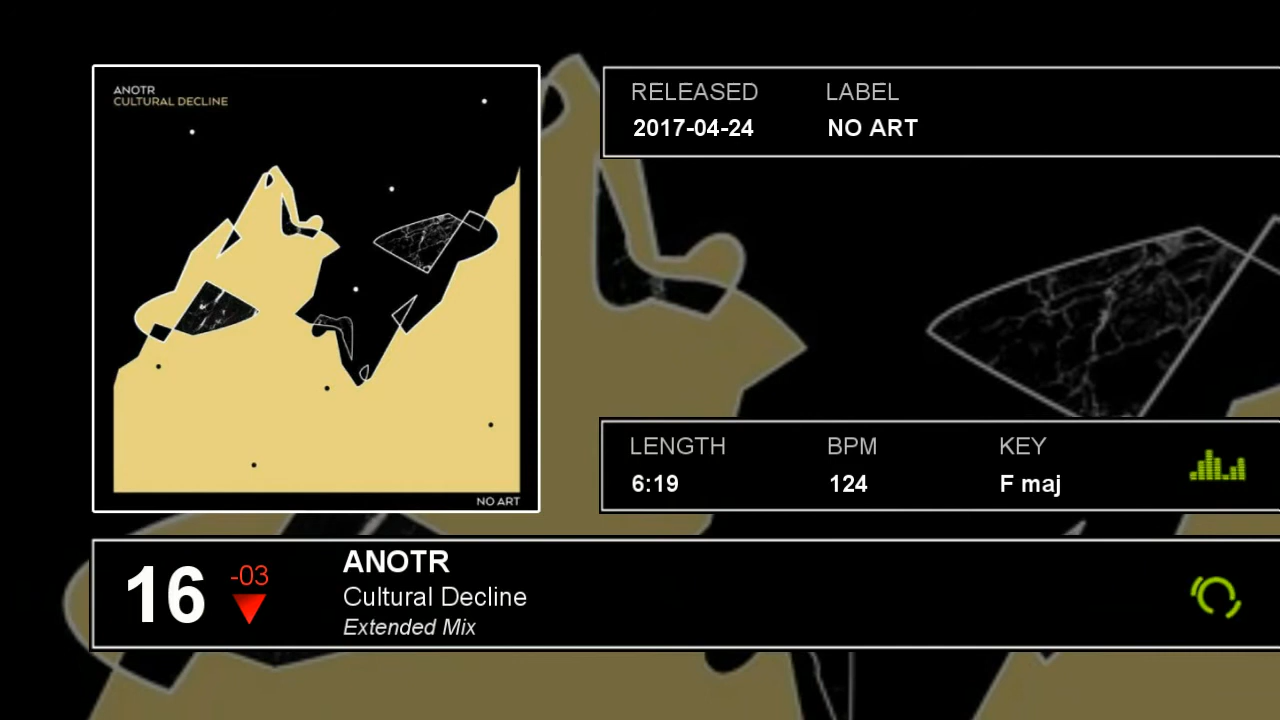 ANOTR
CULTURAL DECLINE
NO ART
RELEASED LABEL
2017-04-24 NO ART
LENGTH BPM KEY
6:19 124 F maj
16 -03
ANOTR
Cultural Decline
Extended Mix